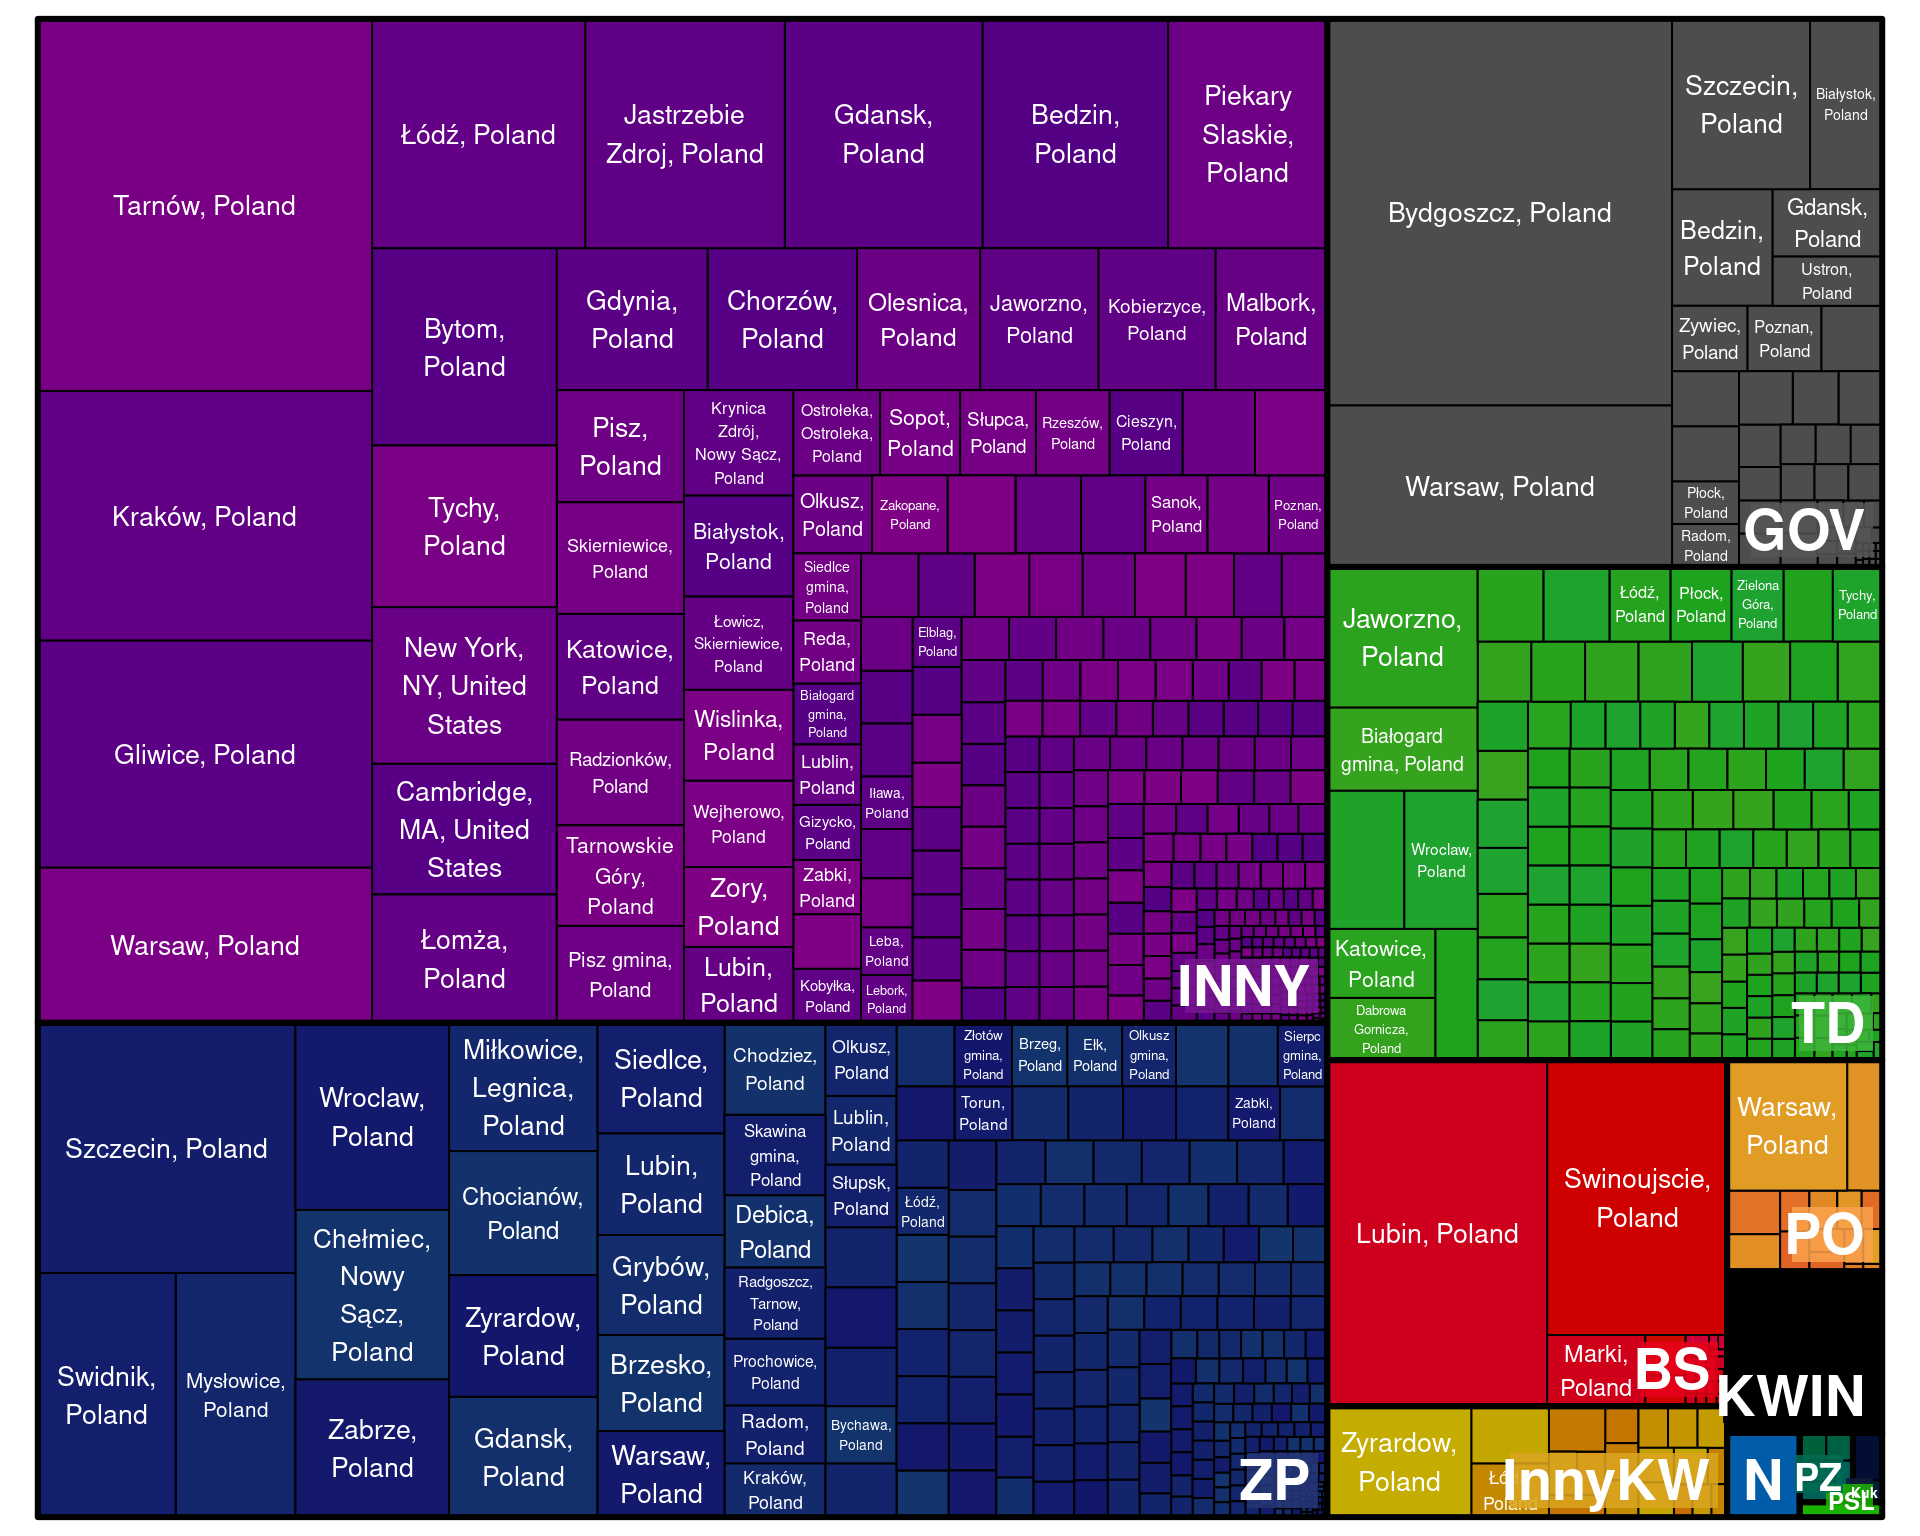 Tarnów, Poland
Kraków, Poland
Gliwice, Poland
Warsaw, Poland
Łódź, Poland
Jastrzebie
Zdroj, Poland
Gdansk,
Poland
Bedzin,
Poland
Piekary
Slaskie,
Poland
Bytom,
Poland
Tychy,
Poland
New York,
NY, United
States
Cambridge,
MA, United
States
Łomża,
Poland
Gdynia,
Poland
Chorzów,
Poland
Olesnica,
Poland
Jaworzno,
Poland
Kobierzyce,
Poland
Malbork,
Poland
Pisz,
Poland
Skierniewice,
Poland
Katowice,
Poland
Radzionków,
Poland
Tarnowskie
Góry,
Poland
Pisz gmina,
Poland
Krynica
Zdrój,
Nowy Sącz,
Poland
Białystok,
Poland
Łowicz,
Skierniewice,
Poland
Wislinka,
Poland
Wejherowo,
Poland
Zory,
Poland
Lubin,
Poland
Ostrołeka,
Ostroleka,
Poland
Sopot,
Poland
Słupca,
Poland
Rzeszów,
Poland
Cieszyn,
Poland
Olkusz,
Poland
Zakopane,
Poland
Sanok,
Poland
Poznan,
Poland
Siedlce
gmina,
Poland
Reda,
Poland
Białogard
gmina,
Poland
Lublin,
Poland
Gizycko,
Poland
Zabki,
Poland
Kobyłka,
Poland
Elblag,
Poland
Iława,
Poland
Leba,
Poland
Lebork,
Poland
INNY
Bydgoszcz, Poland
Warsaw, Poland
Szczecin,
Poland
Białystok,
Poland
Bedzin,
Poland
Gdansk,
Poland
Ustron,
Poland
Zywiec,
Poland
Poznan,
Poland
Płock,
Poland
Radom,
Poland
GOV
Jaworzno,
Poland
Białogard
gmina, Poland
Wroclaw,
Poland
Katowice,
Poland
Dabrowa
Gornicza,
Poland
Łódź,
Poland
Płock,
Poland
Zielona
Góra,
Poland
Tychy,
Poland
TD
Szczecin, Poland
Swidnik,
Poland
Mysłowice,
Poland
Wroclaw,
Poland
Chełmiec,
Nowy
Sącz,
Poland
Zabrze,
Poland
Miłkowice,
Legnica,
Poland
Chocianów,
Poland
Zyrardow,
Poland
Gdansk,
Poland
Siedlce,
Poland
Lubin,
Poland
Grybów,
Poland
Brzesko,
Poland
Warsaw,
Poland
Chodziez,
Poland
Skawina
gmina,
Poland
Debica,
Poland
Radgoszcz,
Tarnow,
Poland
Prochowice,
Poland
Radom,
Poland
Kraków,
Poland
Olkusz,
Poland
Lublin,
Poland
Słupsk,
Poland
Bychawa,
Poland
Łódź,
Poland
Złotów
gmina,
Poland
Brzeg,
Poland
Ełk,
Poland
Olkusz
gmina,
Poland
Sierpc
gmina,
Poland
Torun,
Poland
Zabki,
Poland
ZP
Lubin, Poland
Swinoujscie,
Poland
Marki,
Poland
BS
Warsaw,
Poland
PO
KWIN
Zyrardow,
Poland
InnyKW
N
PZ
Kuk
PSL